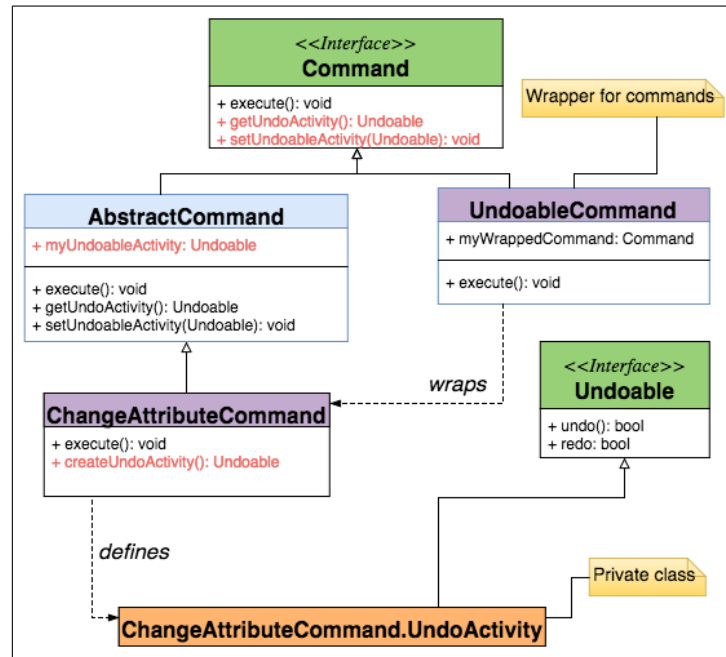 <<Interface>>
Command
+ execute(): void
+ getUndoActivity(): Undoable
+ setUndoableActivity(Undoable): void
Wrapper for commands
AbstractCommand
+ myUndoableActivity: Undoable
+ execute(): void
+ getUndoActivity(): Undoable
+ setUndoableActivity(Undoable): void
UndoableCommand
+ myWrappedCommand: Command
+ execute(): void
wraps
<<Interface>>
Undoable
+ undo(): bool
+ redo: bool
ChangeAttributeCommand
+ execute(): void
+ createUndoActivity(): Undoable
defines
Private class
ChangeAttributeCommand.UndoActivity